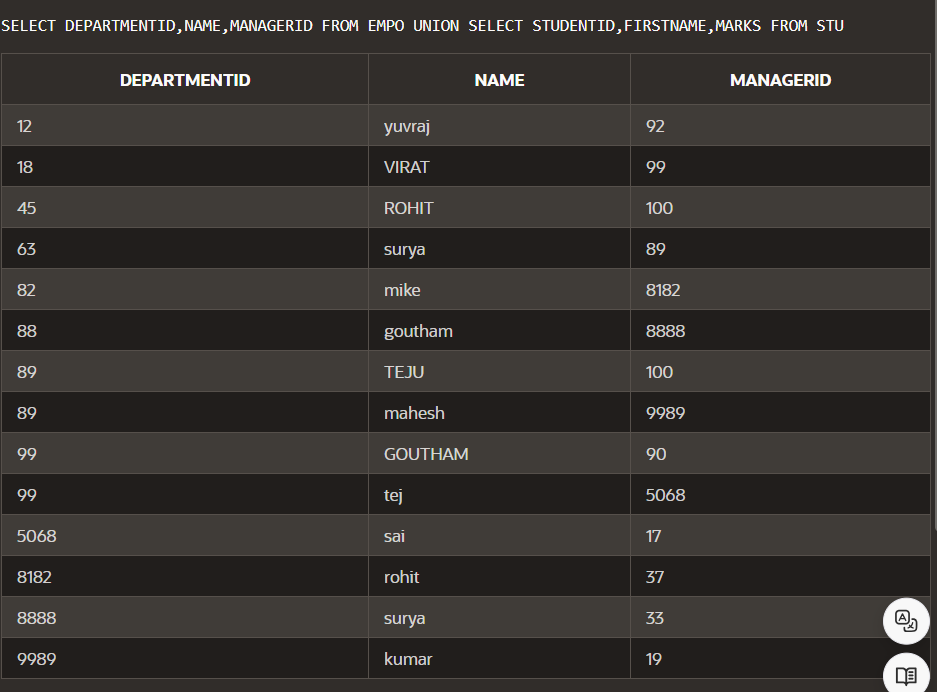 SELECT DEPARTMENTID,NAME,MANAGERID FROM EMPO UNION SELECT STUDENTID,FIRSTNAME,MARKS FROM STU
DEPARTMENTID NAME MANAGERID
12 yuvraj 92
18 VIRAT 99
45 ROHIT 100
63 surya 89
82 mike 8182
88 goutham 8888
89 TEJU 100
89 mahesh 9989
99 GOUTHAM 90
99 tej 5068
5068 sai 17
8182 rohit 37
8888 surya 33
9989 kumar 19